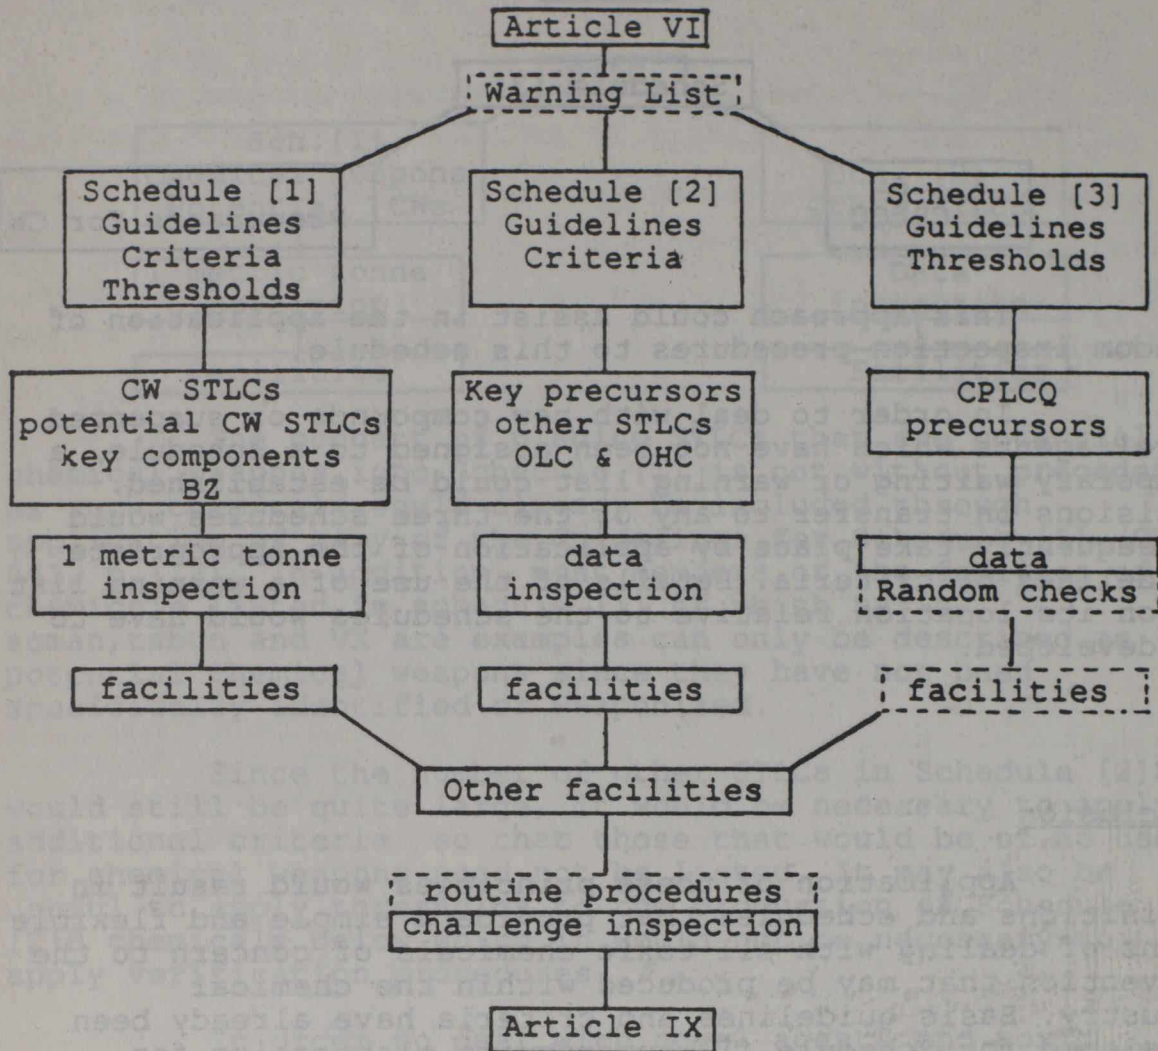 Article VI
Warning List
Schedule [1]
Guidelines
Criteria
Thresholds
Schedule [2]
Guidelines
Criteria
Schedule [3]
Guidelines
Thresholds
CW STLCs
potential CW STLCs
key components
BZ
Key precursors
other STLCs
OLC & OHC
CPLCQ
precursors
1 metric tonne
inspection
data
inspection
data
Random checks
facilities
facilities
facilities
Other facilities
routine procedures
challenge inspection
Article IX